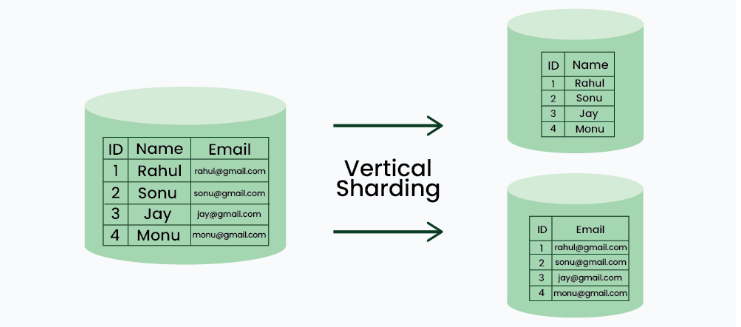 ID Name Email
1 Rahul rahul@gmail.com
2 Sonu sonu@gmail.com
3 Jay jay@gmail.com
4 Monu monu@gmail.com
Vertical
Sharding
ID Name
1 Rahul
2 Sonu
3 Jay
4 Monu
ID Email
1 rahul@gmail.com
2 sonu@gmail.com
3 jay@gmail.com
4 monu@gmail.com